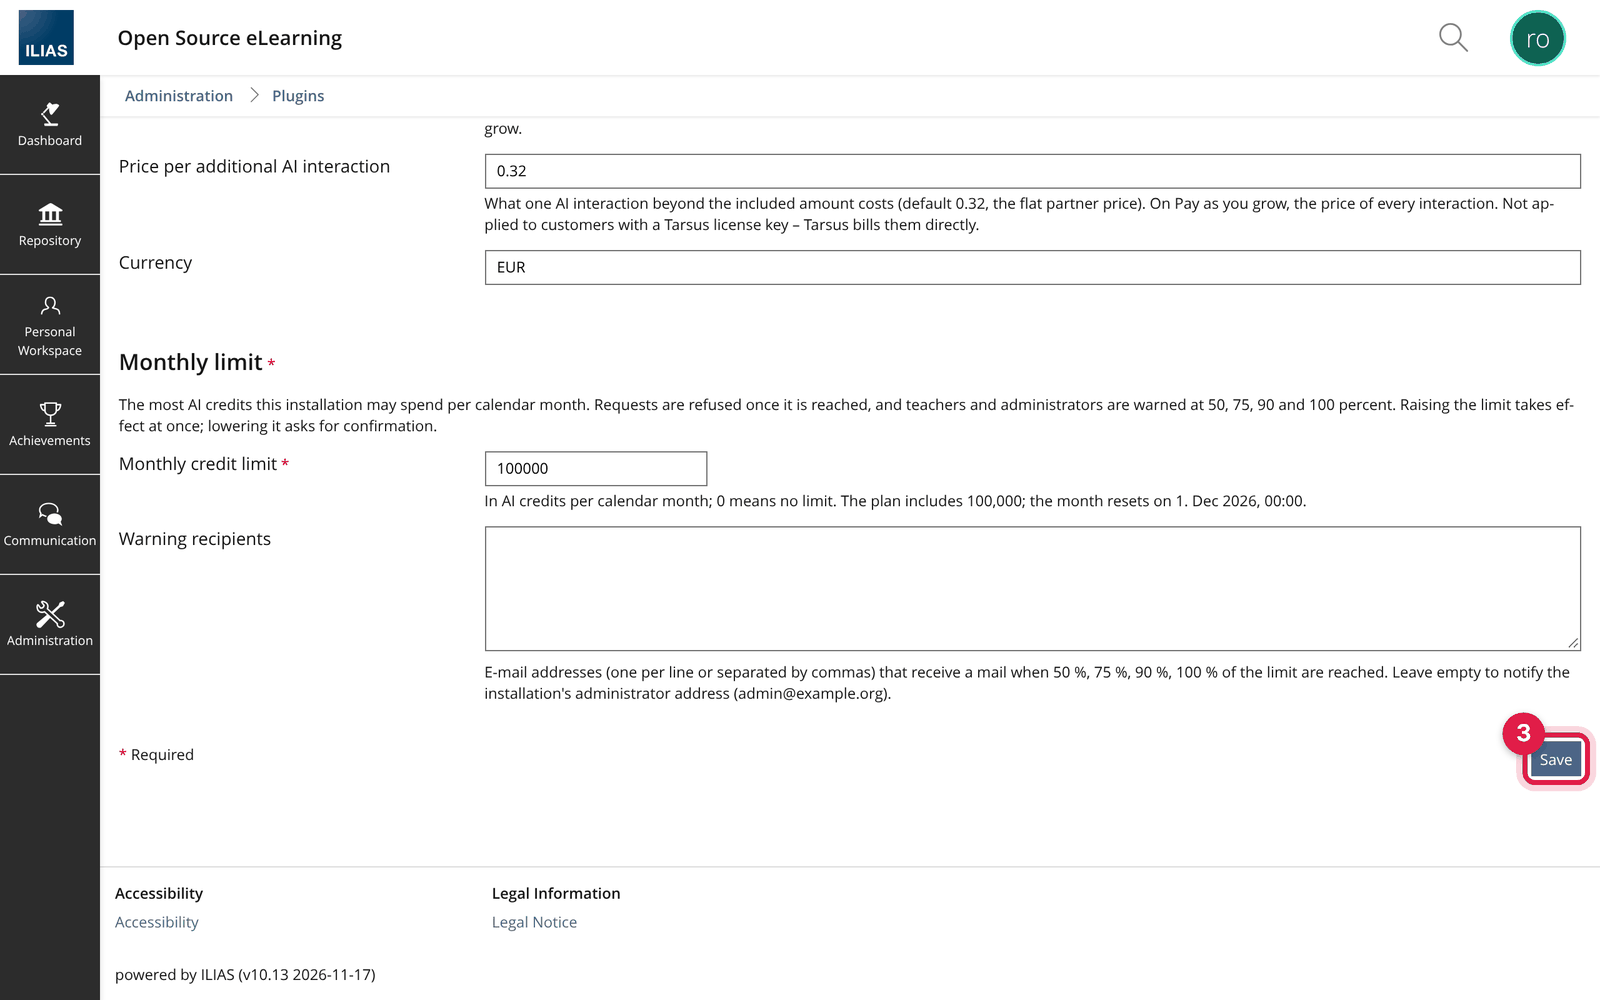 ILIAS
Open Source eLearning
ro
Administration > Plugins
Dashboard
Repository
Personal
Workspace
Achievements
Communication
Administration
grow.
Price per additional AI interaction
0.32
What one AI interaction beyond the included amount costs (default 0.32, the flat partner price). On Pay as you grow, the price of every interaction. Not ap-
plied to customers with a Tarsus license key – Tarsus bills them directly.
Currency
EUR
Monthly limit *
The most AI credits this installation may spend per calendar month. Requests are refused once it is reached, and teachers and administrators are warned at 50, 75, 90 and 100 percent. Raising the limit takes ef-
fect at once; lowering it asks for confirmation.
Monthly credit limit *
100000
In AI credits per calendar month; 0 means no limit. The plan includes 100,000; the month resets on 1. Dec 2026, 00:00.
Warning recipients
E-mail addresses (one per line or separated by commas) that receive a mail when 50 %, 75 %, 90 %, 100 % of the limit are reached. Leave empty to notify the
installation's administrator address (admin@example.org).
* Required
3
Save
Accessibility
Accessibility
Legal Information
Legal Notice
powered by ILIAS (v10.13 2026-11-17)